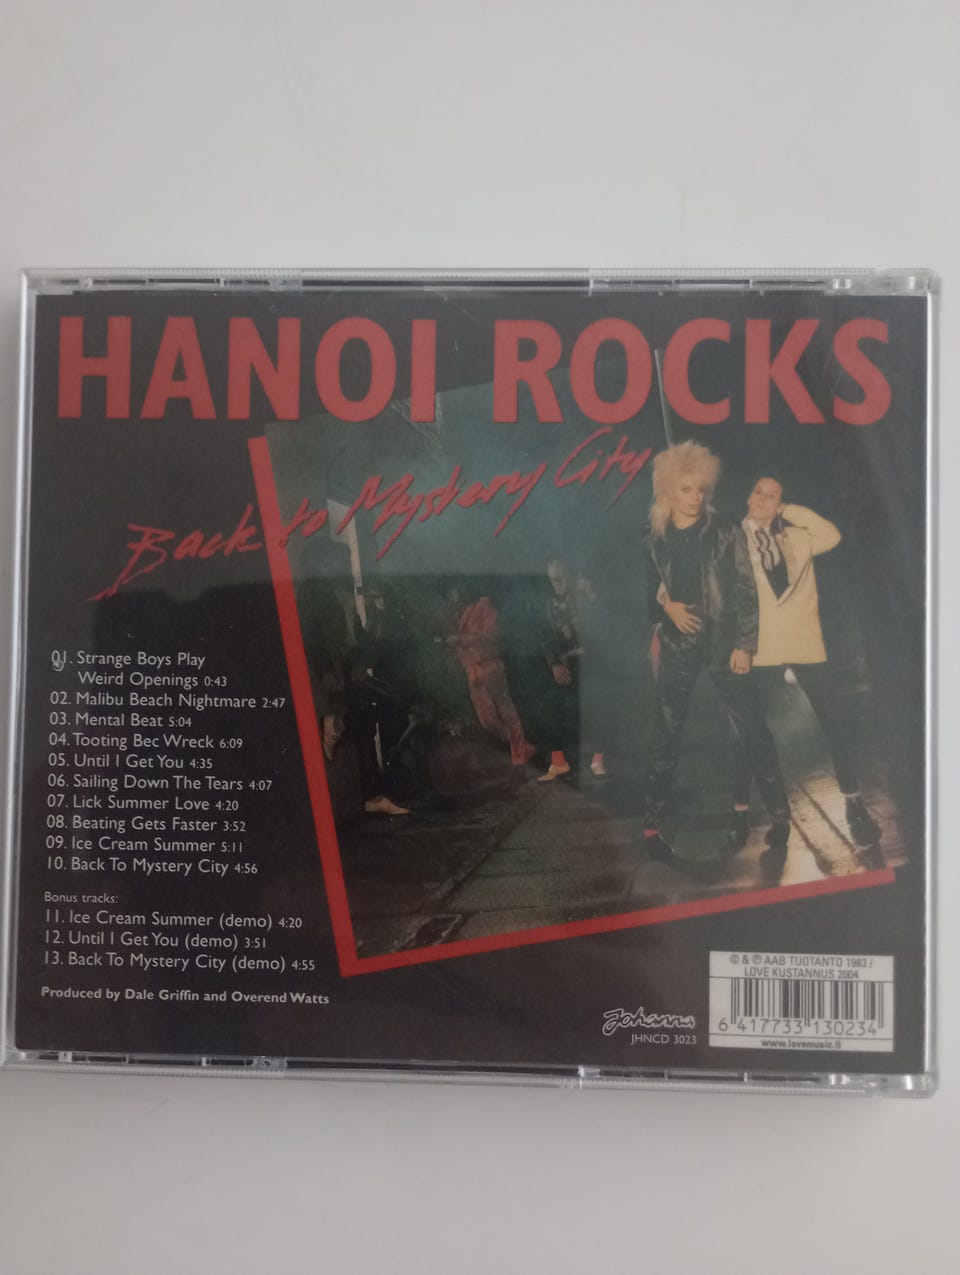 HANOI ROCKS
Back to Mystery City
01. Strange Boys Play
Weird Openings 0:43
02. Malibu Beach Nightmare 2:47
03. Mental Beat 5:04
04. Tooting Bec Wreck 6:09
05. Until I Get You 4:35
06. Sailing Down The Tears 4:07
07. Lick Summer Love 4:20
08. Beating Gets Faster 3:52
09. Ice Cream Summer 5:11
10. Back To Mystery City 4:56
Bonus tracks:
11. Ice Cream Summer (demo) 4:20
12. Until I Get You (demo) 3:51
13. Back To Mystery City (demo) 4:55
Produced by Dale Griffin and Overend Watts
Johanna
JHNCD 3023
© & ℗ AAB TUOTANTO 1983 /
LOVE KUSTANNUS 2004
6 417733 130234
www.lovemusic.fi